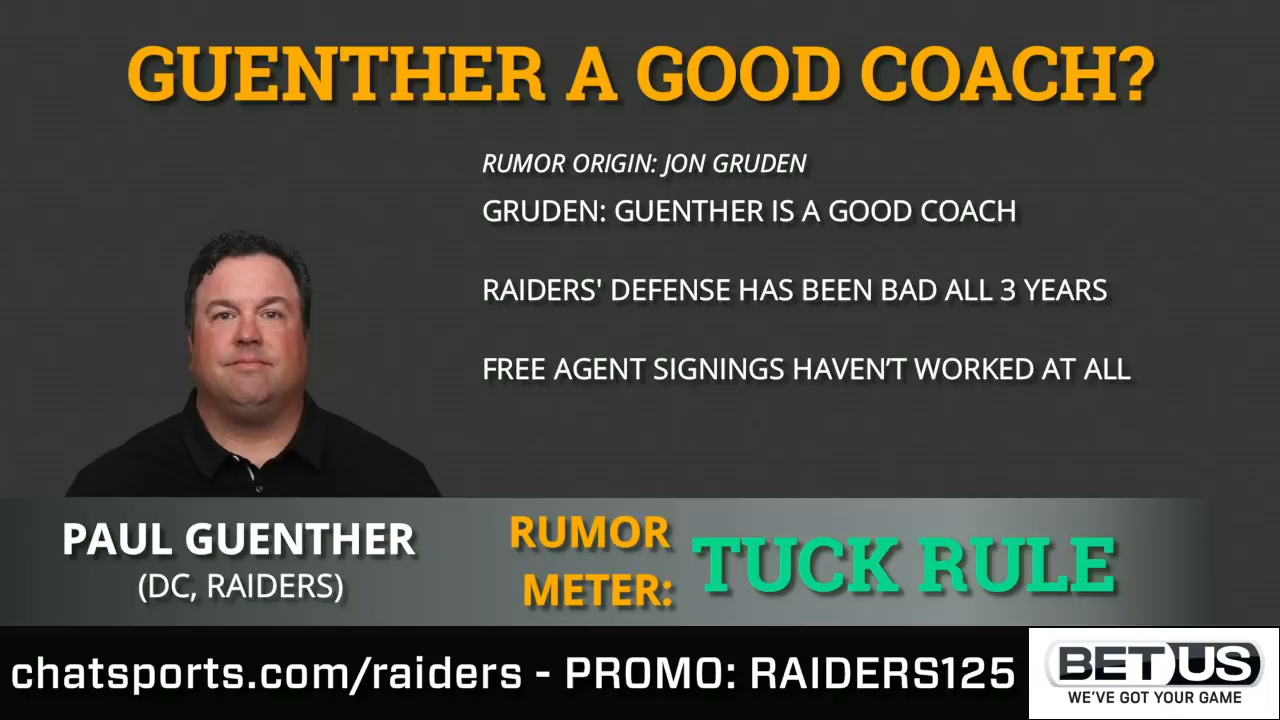 GUENTHER A GOOD COACH?
RUMOR ORIGIN: JON GRUDEN
GRUDEN: GUENTHER IS A GOOD COACH
RAIDERS' DEFENSE HAS BEEN BAD ALL 3 YEARS
FREE AGENT SIGNINGS HAVEN’T WORKED AT ALL
PAUL GUENTHER
(DC, RAIDERS)
RUMOR
METER:
TUCK RULE
chatsports.com/raiders - PROMO: RAIDERS125
BETUS
WE'VE GOT YOUR GAME